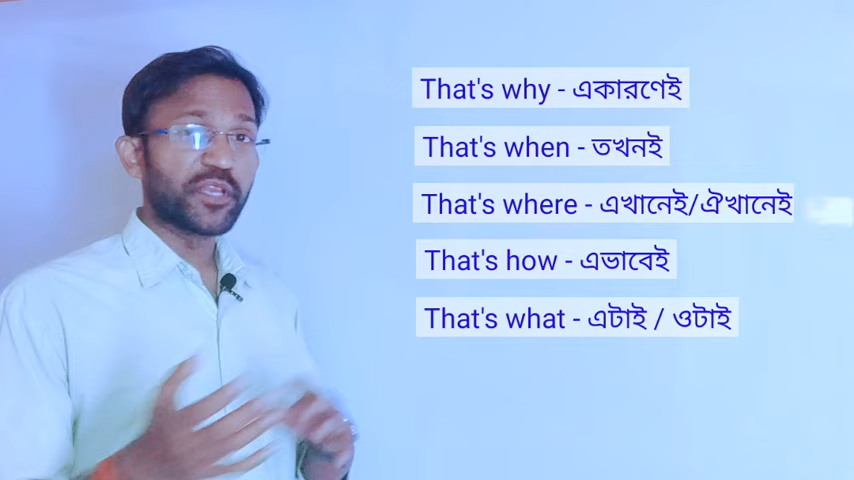 That's why - একারণেই
That's when - তখনই
That's where - এখানেই/ঐখানেই
That's how - এভাবেই
That's what - এটাই / ওটাই